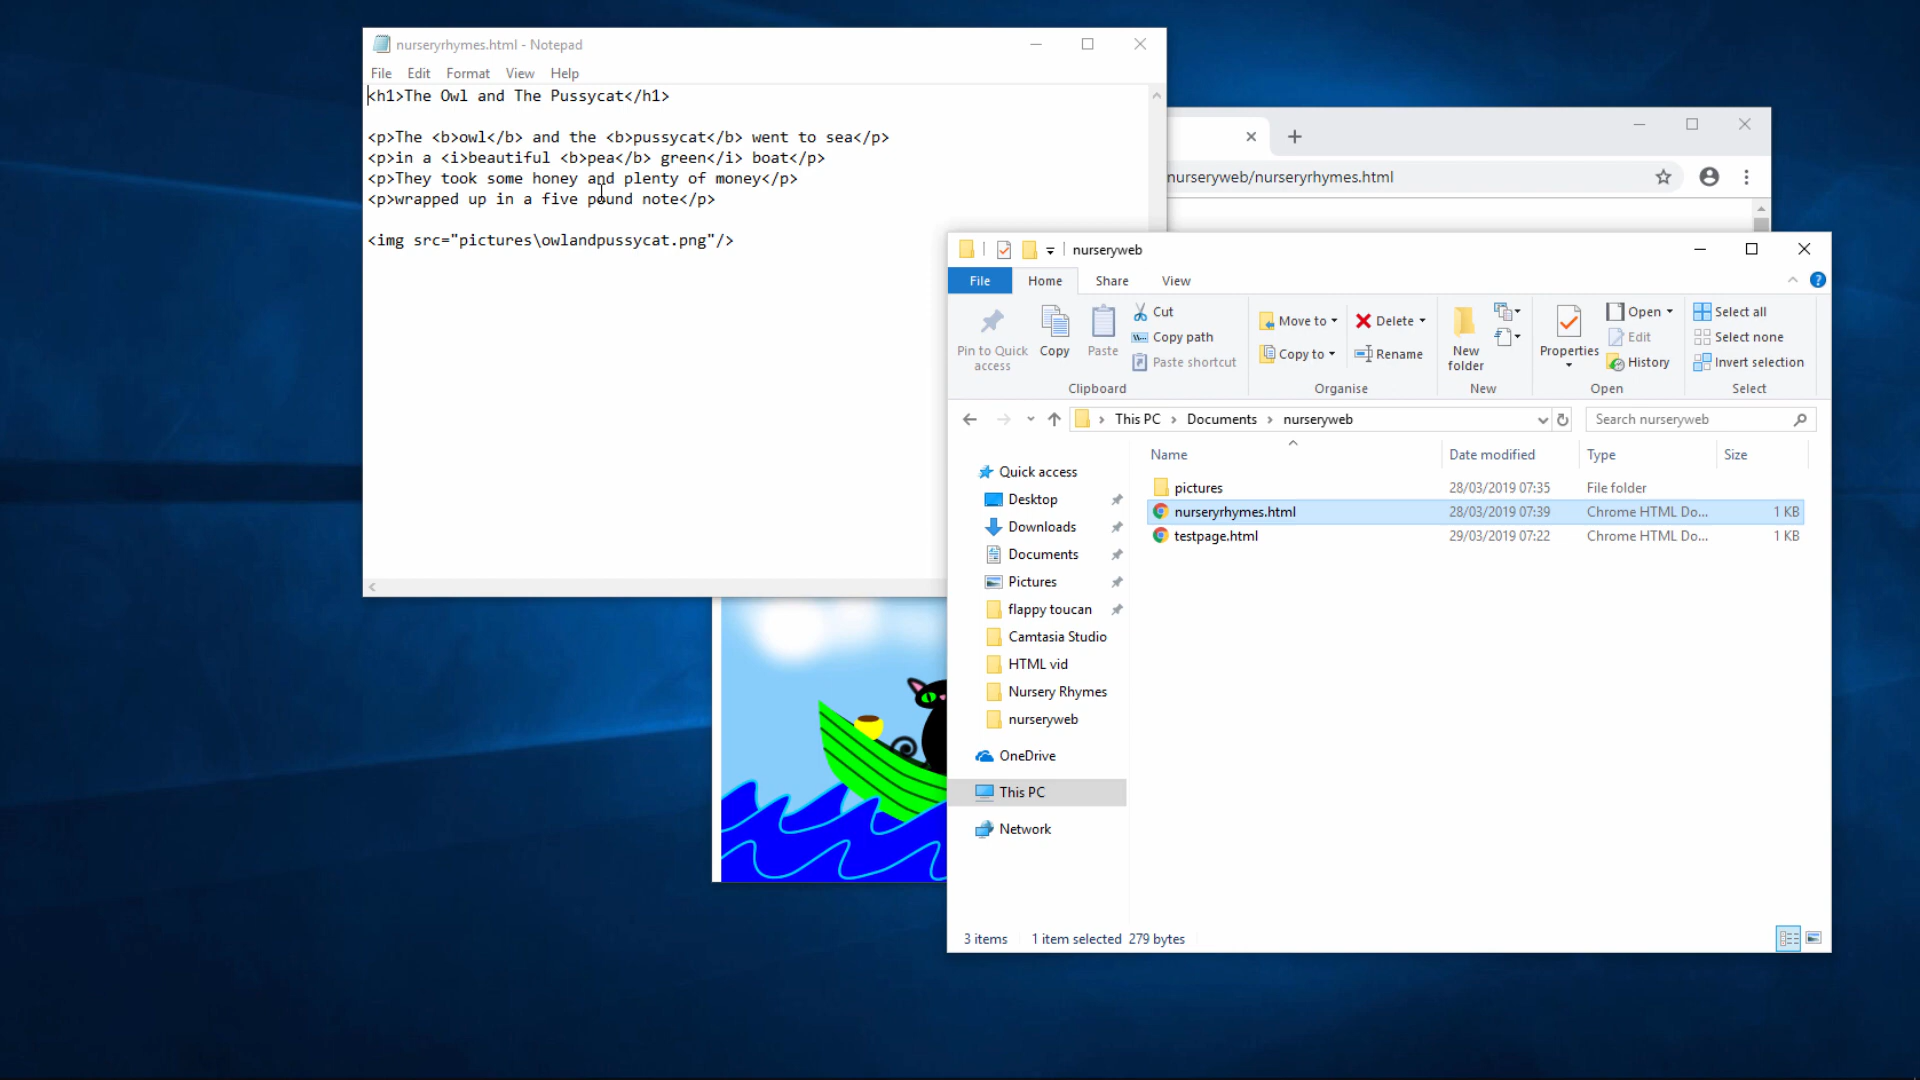 nurseryrhymes.html - Notepad
File Edit Format View Help
<h1>The Owl and The Pussycat</h1>
<p>The <b>owl</b> and the <b>pussycat</b> went to sea</p>
<p>in a <i>beautiful <b>pea</b> green</i> boat</p>
<p>They took some honey and plenty of money</p>
<p>wrapped up in a five pound note</p>
<img src="pictures\owlandpussycat.png"/>
nurseryweb/nurseryrhymes.html
nurseryweb
File Home Share View
Pin to Quick access
Copy
Paste
Cut
Copy path
Paste shortcut
Clipboard
Move to
Copy to
Delete
Rename
Organise
New folder
New
Properties
Open
Edit
History
Open
Select all
Select none
Invert selection
Select
This PC Documents nurseryweb
Search nurseryweb
Name Date modified Type Size
pictures 28/03/2019 07:35 File folder
nurseryrhymes.html 28/03/2019 07:39 Chrome HTML Do... 1 KB
testpage.html 29/03/2019 07:22 Chrome HTML Do... 1 KB
Quick access
Desktop
Downloads
Documents
Pictures
flappy toucan
Camtasia Studio
HTML vid
Nursery Rhymes
nurseryweb
OneDrive
This PC
Network
3 items 1 item selected 279 bytes